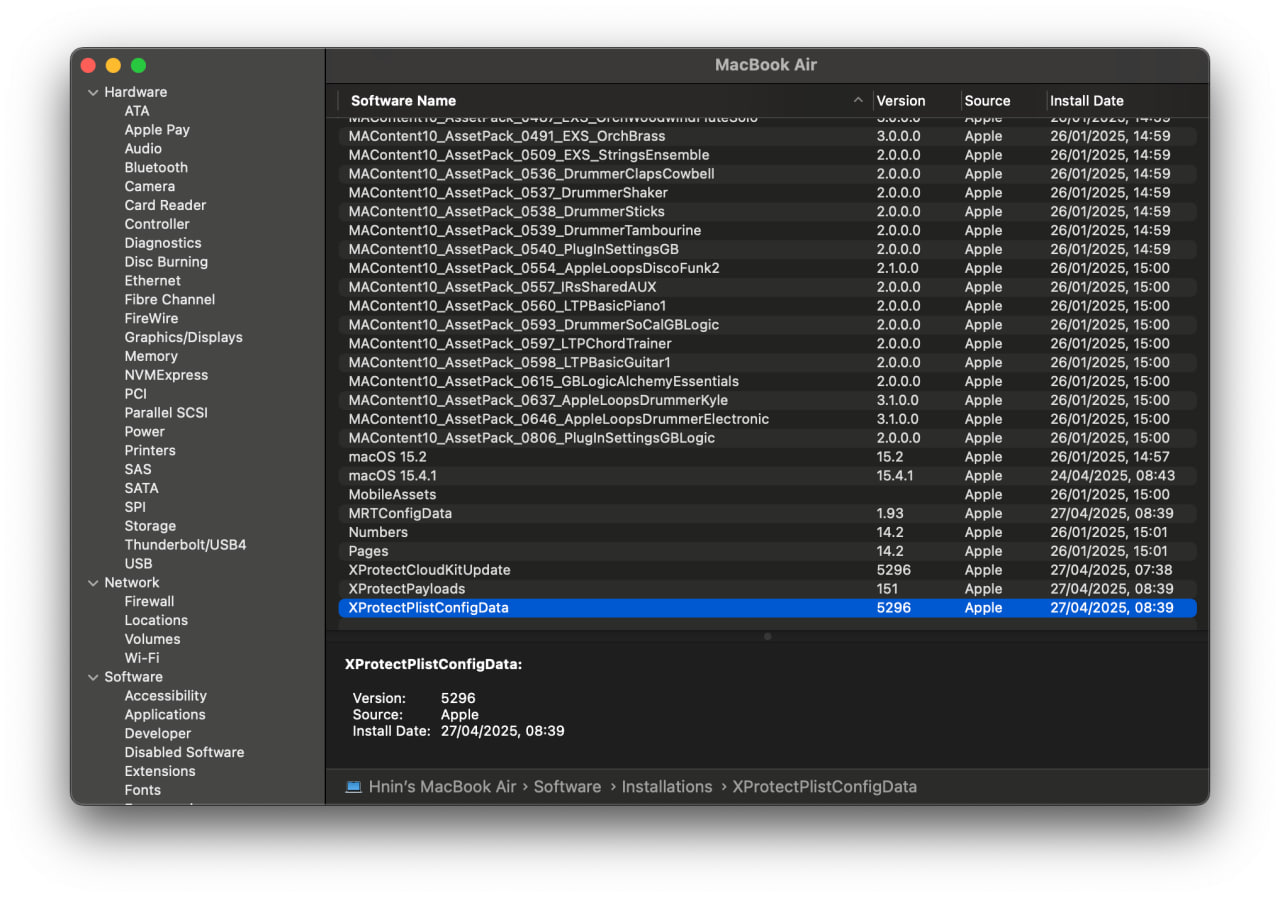 MacBook Air
Hardware
ATA
Apple Pay
Audio
Bluetooth
Camera
Card Reader
Controller
Diagnostics
Disc Burning
Ethernet
Fibre Channel
FireWire
Graphics/Displays
Memory
NVMExpress
PCI
Parallel SCSI
Power
Printers
SAS
SATA
SPI
Storage
Thunderbolt/USB4
USB
Network
Firewall
Locations
Volumes
Wi-Fi
Software
Accessibility
Applications
Developer
Disabled Software
Extensions
Fonts
Software Name Version Source Install Date
MAContent10_AssetPack_0487_EXS_OrchWoodwindFluteSolo 3.0.0.0 Apple 26/01/2025, 14:59
MAContent10_AssetPack_0491_EXS_OrchBrass 3.0.0.0 Apple 26/01/2025, 14:59
MAContent10_AssetPack_0509_EXS_StringsEnsemble 2.0.0.0 Apple 26/01/2025, 14:59
MAContent10_AssetPack_0536_DrummerClapsCowbell 2.0.0.0 Apple 26/01/2025, 14:59
MAContent10_AssetPack_0537_DrummerShaker 2.0.0.0 Apple 26/01/2025, 14:59
MAContent10_AssetPack_0538_DrummerSticks 2.0.0.0 Apple 26/01/2025, 14:59
MAContent10_AssetPack_0539_DrummerTambourine 2.0.0.0 Apple 26/01/2025, 14:59
MAContent10_AssetPack_0540_PlugInSettingsGB 2.0.0.0 Apple 26/01/2025, 14:59
MAContent10_AssetPack_0554_AppleLoopsDiscoFunk2 2.1.0.0 Apple 26/01/2025, 15:00
MAContent10_AssetPack_0557_IRsSharedAUX 2.0.0.0 Apple 26/01/2025, 15:00
MAContent10_AssetPack_0560_LTPBasicPiano1 2.0.0.0 Apple 26/01/2025, 15:00
MAContent10_AssetPack_0593_DrummerSoCalGBLogic 2.0.0.0 Apple 26/01/2025, 15:00
MAContent10_AssetPack_0597_LTPChordTrainer 2.0.0.0 Apple 26/01/2025, 15:00
MAContent10_AssetPack_0598_LTPBasicGuitar1 2.0.0.0 Apple 26/01/2025, 15:00
MAContent10_AssetPack_0615_GBLogicAlchemyEssentials 2.0.0.0 Apple 26/01/2025, 15:00
MAContent10_AssetPack_0637_AppleLoopsDrummerKyle 3.1.0.0 Apple 26/01/2025, 15:00
MAContent10_AssetPack_0646_AppleLoopsDrummerElectronic 3.1.0.0 Apple 26/01/2025, 15:00
MAContent10_AssetPack_0806_PlugInSettingsGBLogic 2.0.0.0 Apple 26/01/2025, 15:00
macOS 15.2 15.2 Apple 26/01/2025, 14:57
macOS 15.4.1 15.4.1 Apple 24/04/2025, 08:43
MobileAssets Apple 26/01/2025, 15:00
MRTConfigData 1.93 Apple 27/04/2025, 08:39
Numbers 14.2 Apple 26/01/2025, 15:01
Pages 14.2 Apple 26/01/2025, 15:01
XProtectCloudKitUpdate 5296 Apple 27/04/2025, 07:38
XProtectPayloads 151 Apple 27/04/2025, 08:39
XProtectPlistConfigData 5296 Apple 27/04/2025, 08:39
XProtectPlistConfigData:
Version: 5296
Source: Apple
Install Date: 27/04/2025, 08:39
Hnin's MacBook Air › Software › Installations › XProtectPlistConfigData